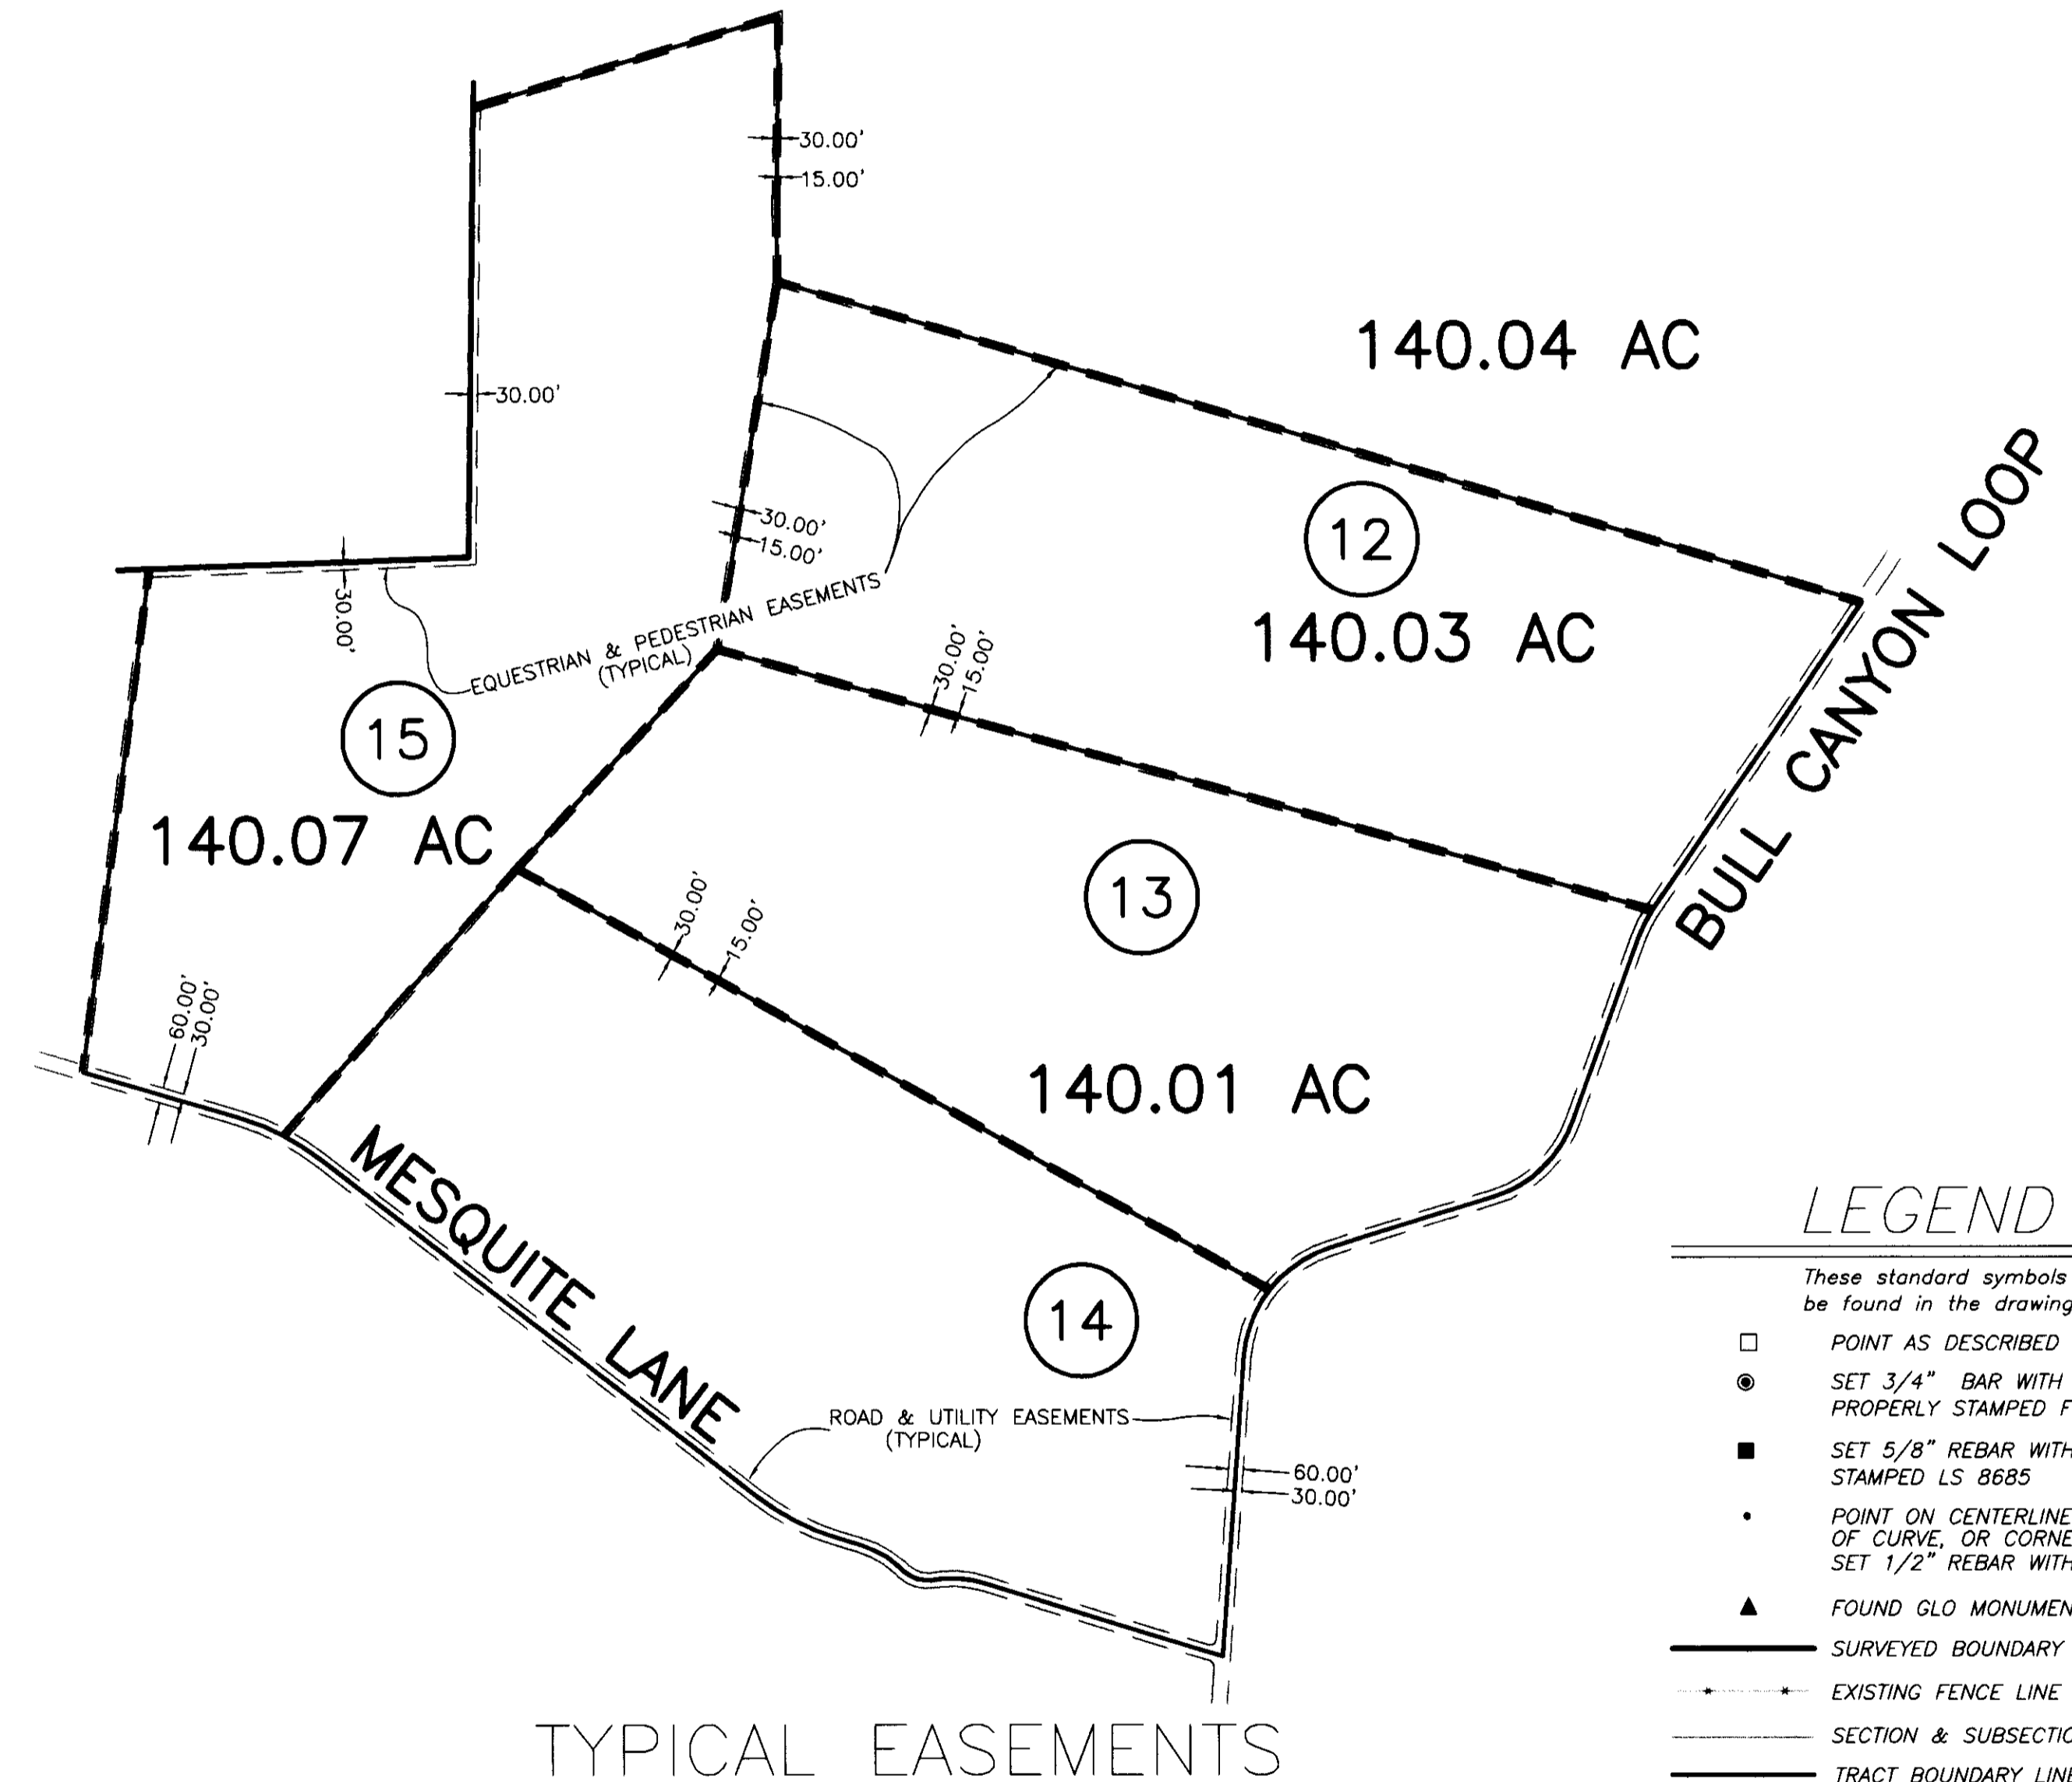 30.00'
15.00'
140.04 AC
30.00'
BULL CANYON LOOP
12
30.00'
15.00'
140.03 AC
30.00'
EQUESTRIAN & PEDESTRIAN EASEMENTS
(TYPICAL)
30.00'
15.00'
15
140.07 AC
13
30.00'
15.00'
60.00'
30.00'
140.01 AC
MESQUITE LANE
14
ROAD & UTILITY EASEMENTS
(TYPICAL)
60.00'
30.00'
TYPICAL EASEMENTS
LEGEND
These standard symbols
be found in the drawing
POINT AS DESCRIBED
SET 3/4" BAR WITH
PROPERLY STAMPED F
SET 5/8" REBAR WITH
STAMPED LS 8685
POINT ON CENTERLINE
OF CURVE, OR CORNE
SET 1/2" REBAR WITH
FOUND GLO MONUMEN
SURVEYED BOUNDARY
EXISTING FENCE LINE
SECTION & SUBSECTIO
TRACT BOUNDARY LINE